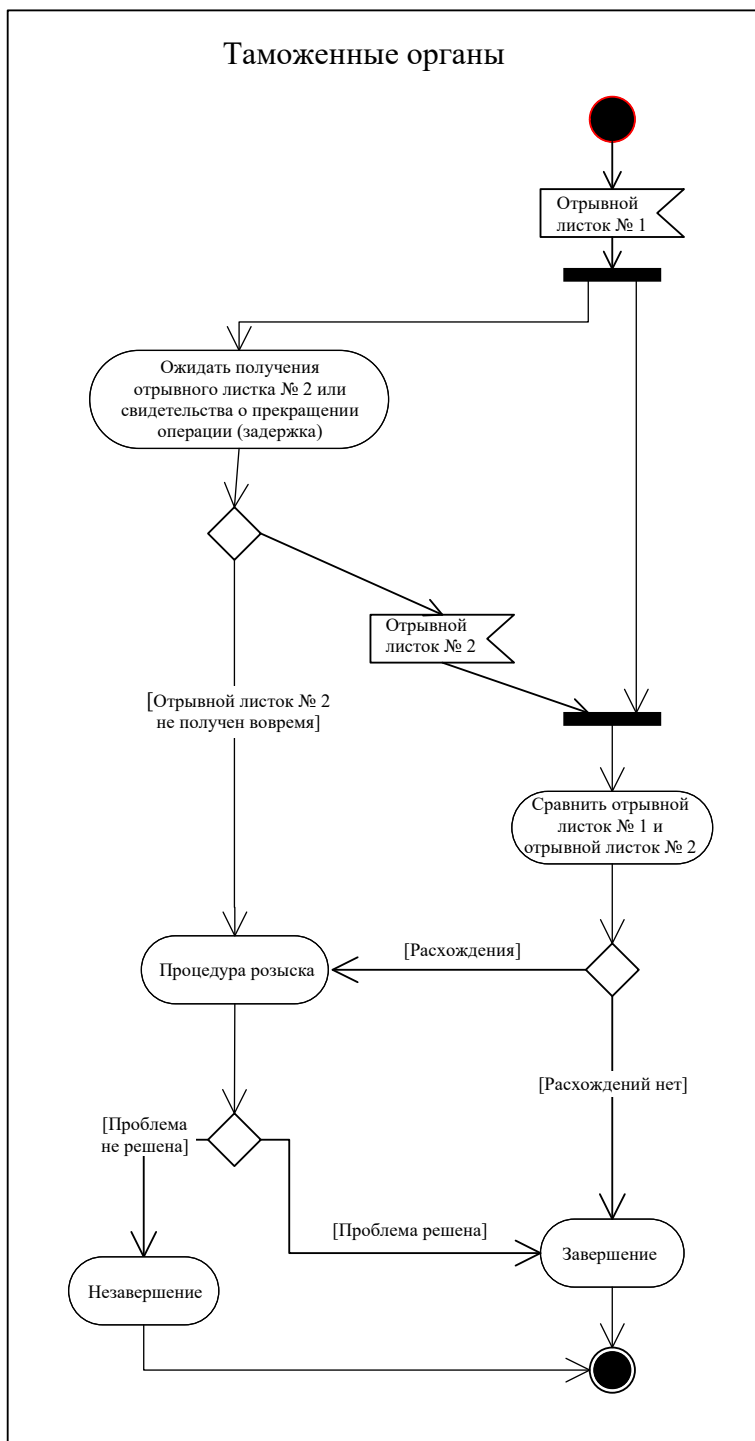 Таможенные органы
Отрывной
листок № 1
Ожидать получения
отрывного листка № 2 или
свидетельства о прекращении
операции (задержка)
Отрывной
листок № 2
[Отрывной листок № 2
не получен вовремя]
Сравнить отрывной
листок № 1 и
отрывной листок № 2
[Расхождения]
Процедура розыска
[Расхождений нет]
[Проблема
не решена]
[Проблема решена]
Завершение
Незавершение